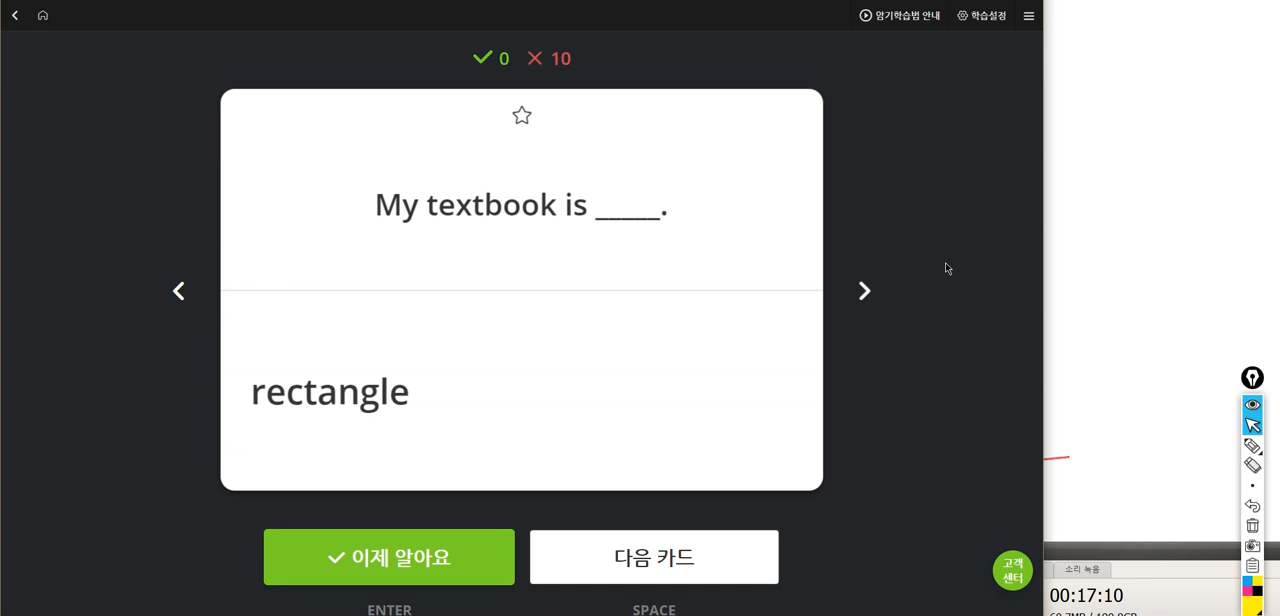 암기학습법 안내 학습설정
0 10
My textbook is _____.
rectangle
이제 알아요 다음 카드
ENTER SPACE
고객
센터
소리 녹음
00:17:10